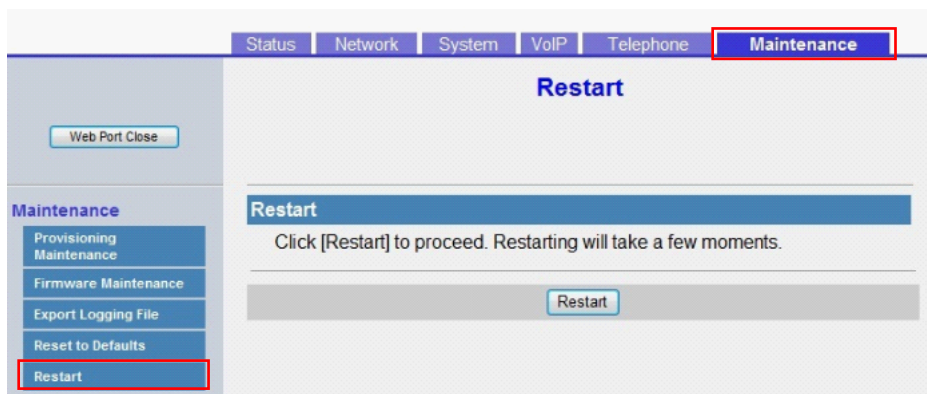 Status Network System VoIP Telephone Maintenance
Restart
Web Port Close
Maintenance
Provisioning
Maintenance
Firmware Maintenance
Export Logging File
Reset to Defaults
Restart
Restart
Click [Restart] to proceed. Restarting will take a few moments.
Restart